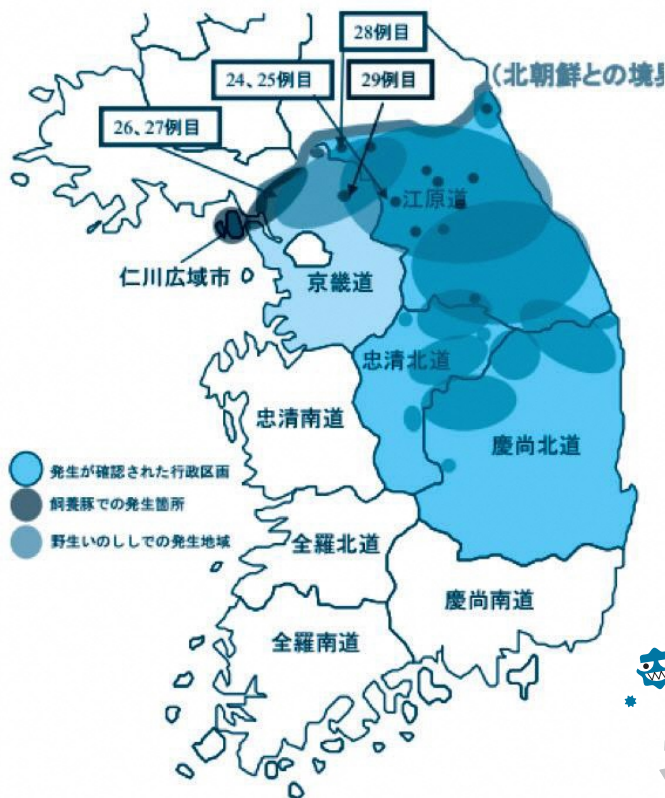 28例目
(北朝鮮との境界
24、25例目
29例目
26、27例目
江原道
仁川広域市
京畿道
忠清北道
忠清南道
慶尚北道
発生が確認された行政区画
飼養豚での発生箇所
野生いのししでの発生地域
全羅北道
慶尚南道
全羅南道